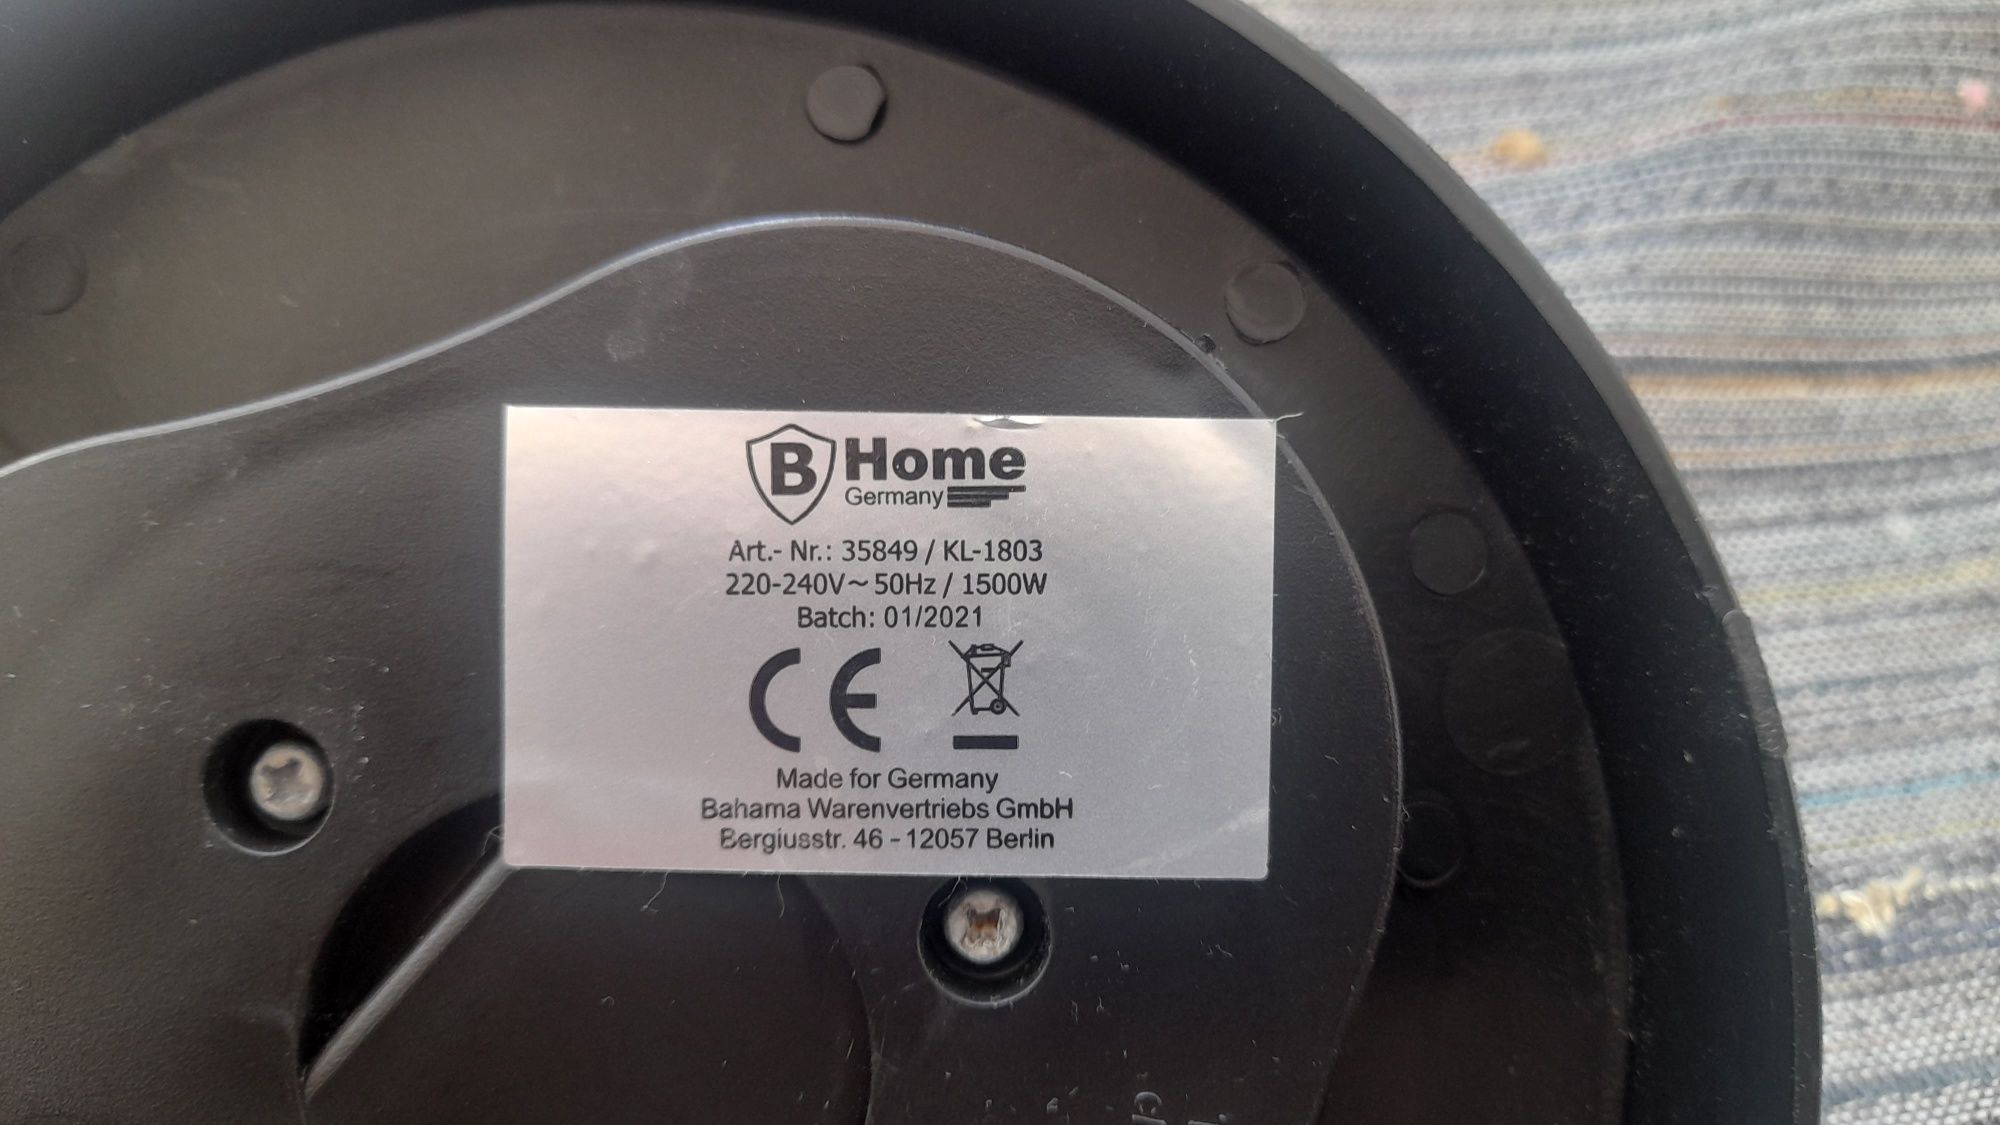 B Home
Germany
Art.- Nr.: 35849 / KL-1803
220-240V~50Hz / 1500W
Batch: 01/2021
CE
Made for Germany
Bahama Warenvertriebs GmbH
Bergiusstr. 46 - 12057 Berlin